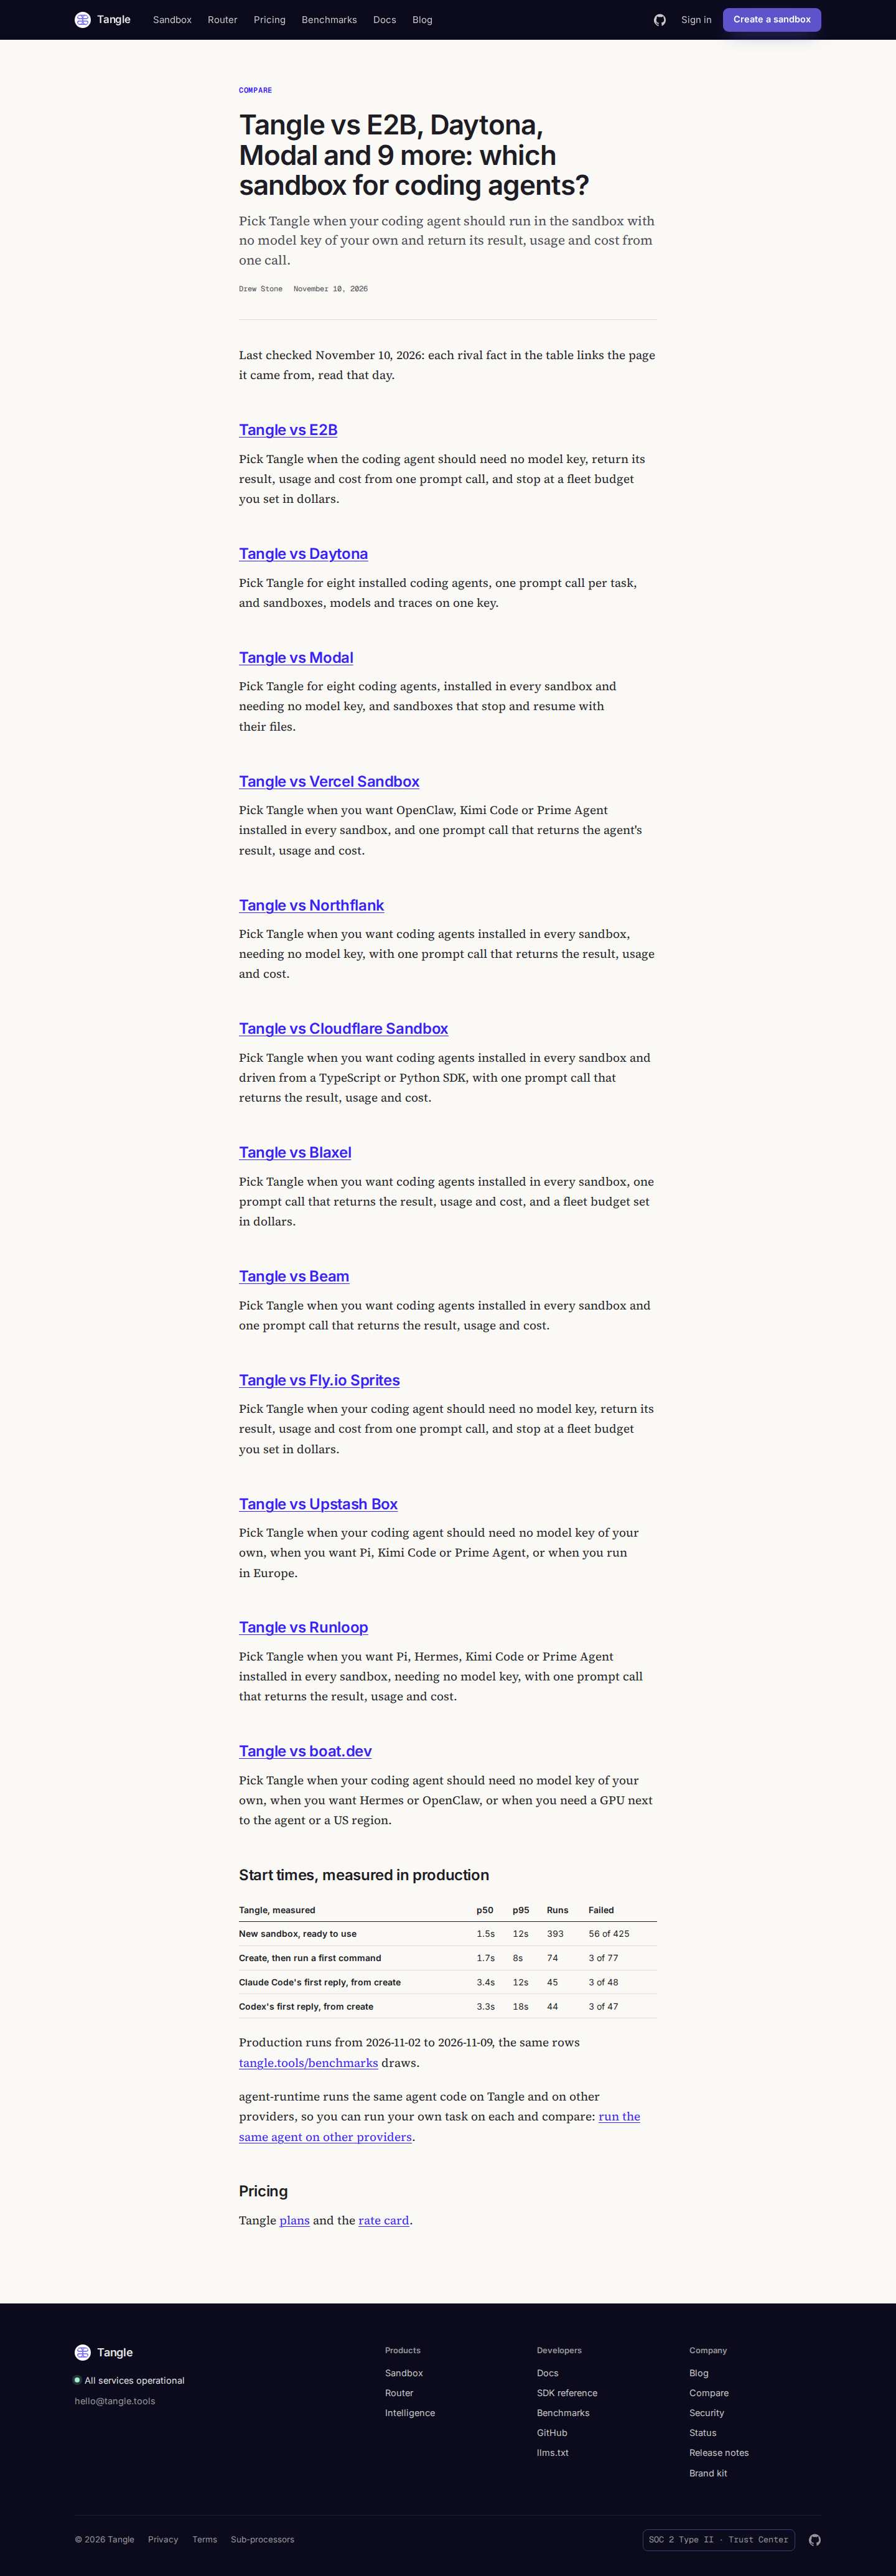 Tangle Sandbox Router Pricing Benchmarks Docs Blog Sign in Create a sandbox
COMPARE
Tangle vs E2B, Daytona,
Modal and 9 more: which
sandbox for coding agents?
Pick Tangle when your coding agent should run in the sandbox with
no model key of your own and return its result, usage and cost from
one call.
Drew Stone November 10, 2026
Last checked November 10, 2026: each rival fact in the table links the page
it came from, read that day.
Tangle vs E2B
Pick Tangle when the coding agent should need no model key, return its
result, usage and cost from one prompt call, and stop at a fleet budget
you set in dollars.
Tangle vs Daytona
Pick Tangle for eight installed coding agents, one prompt call per task,
and sandboxes, models and traces on one key.
Tangle vs Modal
Pick Tangle for eight coding agents, installed in every sandbox and
needing no model key, and sandboxes that stop and resume with
their files.
Tangle vs Vercel Sandbox
Pick Tangle when you want OpenClaw, Kimi Code or Prime Agent
installed in every sandbox, and one prompt call that returns the agent's
result, usage and cost.
Tangle vs Northflank
Pick Tangle when you want coding agents installed in every sandbox,
needing no model key, with one prompt call that returns the result, usage
and cost.
Tangle vs Cloudflare Sandbox
Pick Tangle when you want coding agents installed in every sandbox and
driven from a TypeScript or Python SDK, with one prompt call that
returns the result, usage and cost.
Tangle vs Blaxel
Pick Tangle when you want coding agents installed in every sandbox, one
prompt call that returns the result, usage and cost, and a fleet budget set
in dollars.
Tangle vs Beam
Pick Tangle when you want coding agents installed in every sandbox and
one prompt call that returns the result, usage and cost.
Tangle vs Fly.io Sprites
Pick Tangle when your coding agent should need no model key, return its
result, usage and cost from one prompt call, and stop at a fleet budget
you set in dollars.
Tangle vs Upstash Box
Pick Tangle when your coding agent should need no model key of your
own, when you want Pi, Kimi Code or Prime Agent, or when you run
in Europe.
Tangle vs Runloop
Pick Tangle when you want Pi, Hermes, Kimi Code or Prime Agent
installed in every sandbox, needing no model key, with one prompt call
that returns the result, usage and cost.
Tangle vs boat.dev
Pick Tangle when your coding agent should need no model key of your
own, when you want Hermes or OpenClaw, or when you need a GPU next
to the agent or a US region.
Start times, measured in production
Tangle, measured p50 p95 Runs Failed
New sandbox, ready to use 1.5s 12s 393 56 of 425
Create, then run a first command 1.7s 8s 74 3 of 77
Claude Code's first reply, from create 3.4s 12s 45 3 of 48
Codex's first reply, from create 3.3s 18s 44 3 of 47
Production runs from 2026-11-02 to 2026-11-09, the same rows
tangle.tools/benchmarks draws.
agent-runtime runs the same agent code on Tangle and on other
providers, so you can run your own task on each and compare: run the
same agent on other providers.
Pricing
Tangle plans and the rate card.
Tangle
All services operational
hello@tangle.tools
Products
Sandbox
Router
Intelligence
Developers
Docs
SDK reference
Benchmarks
GitHub
llms.txt
Company
Blog
Compare
Security
Status
Release notes
Brand kit
© 2026 Tangle Privacy Terms Sub-processors SOC 2 Type II · Trust Center